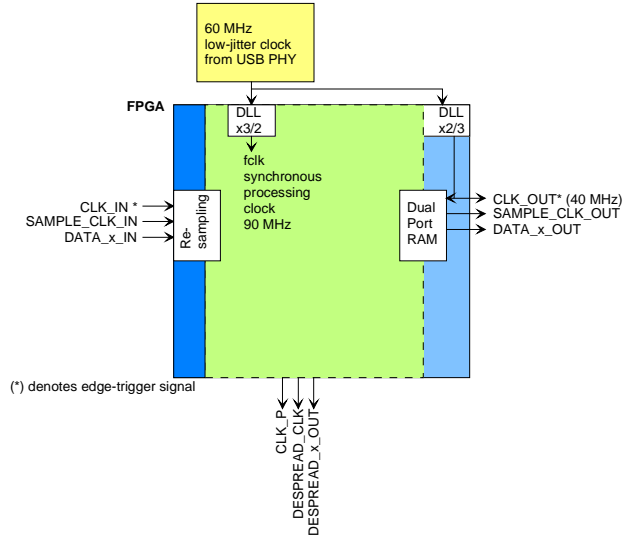 60 MHz
low-jitter clock
from USB PHY
FPGA
DLL
x3/2
DLL
x2/3
fclk
synchronous
processing
clock
90 MHz
CLK_IN *
SAMPLE_CLK_IN
DATA_x_IN
Re-
sampling
Dual
Port
RAM
CLK_OUT* (40 MHz)
SAMPLE_CLK_OUT
DATA_x_OUT
(*) denotes edge-trigger signal
CLK_P
DESPREAD_CLK
DESPREAD_x_OUT